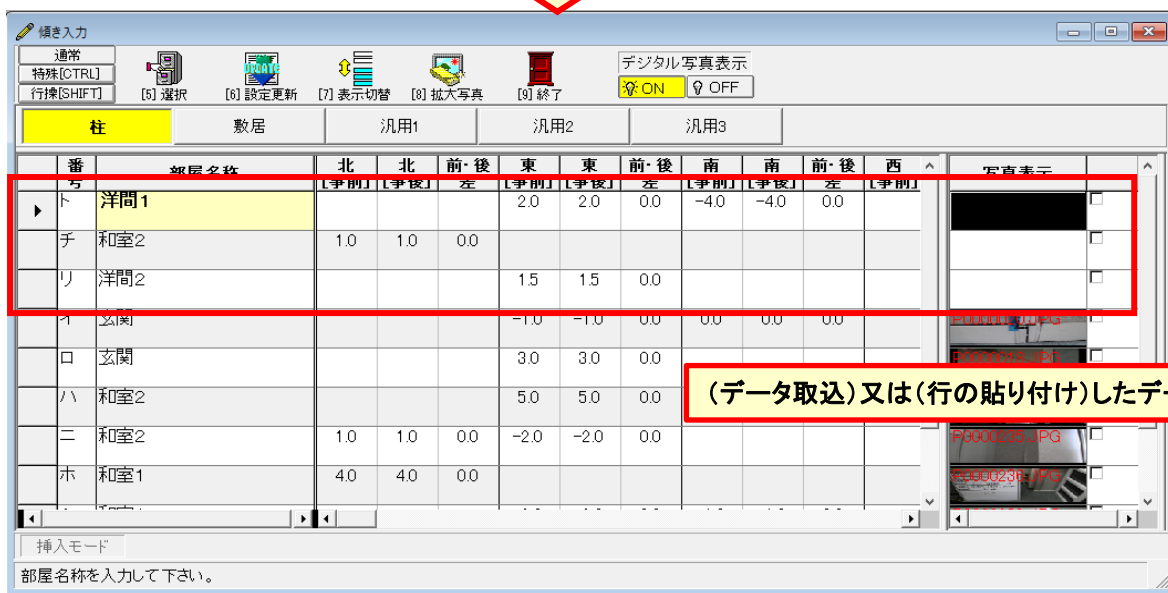 傾き入力
通常
特殊[CTRL]
行操[SHIFT]
[5] 選択
[6] 設定更新
[7] 表示切替
[8] 拡大写真
[9] 終了
デジタル写真表示
ON OFF
柱 敷居 汎用1 汎用2 汎用3
番号 部屋名称 北[事前] 北[事後] 前・後差 東[事前] 東[事後] 前・後差 南[事前] 南[事後] 前・後差 西[事前] 写真表示
ト 洋間1 2.0 2.0 0.0 -4.0 -4.0 0.0
チ 和室2 1.0 1.0 0.0
リ 洋間2 1.5 1.5 0.0
イ 玄関 -1.0 -1.0 0.0 0.0 0.0 0.0
ロ 玄関 3.0 3.0 0.0
ハ 和室2 5.0 5.0 0.0
(データ取込)又は(行の貼り付け)したデー
ニ 和室2 1.0 1.0 0.0 -2.0 -2.0 0.0
ホ 和室1 4.0 4.0 0.0 P0000236.JPG
挿入モード
部屋名称を入力して下さい。